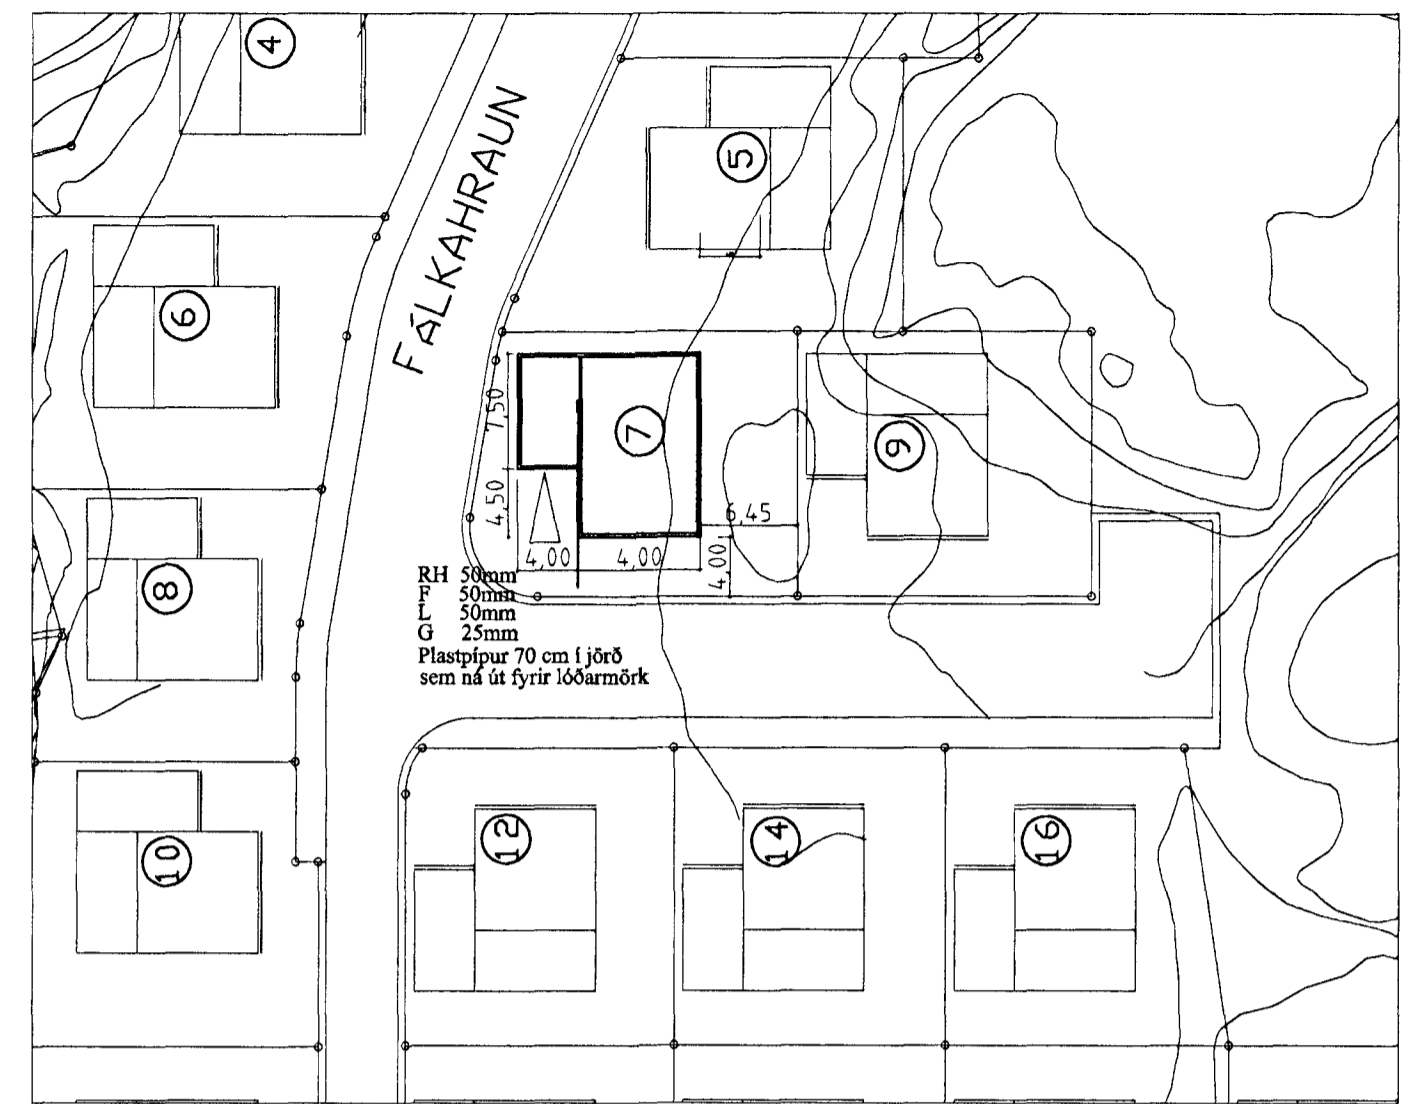 4
FÁLKAHRAUN
5
6
7
9
7,50
4,50
6,45
4,00
4,00
4,00
8
RH 50mm
F 50mm
L 50mm
G 25mm
Plastpípur 70 cm í jörð
sem ná út fyrir lóðarmörk
10
12
14
16